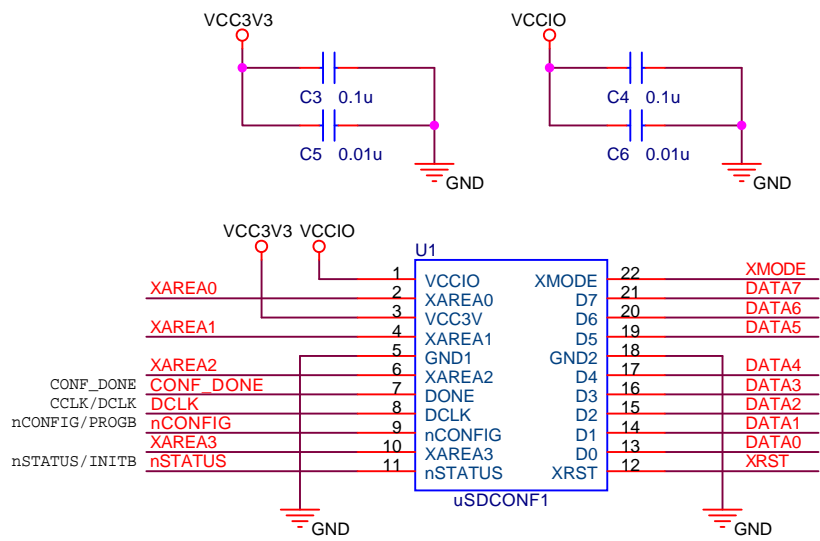 VCC3V3 VCCIO
C3 0.1u C4 0.1u
C5 0.01u C6 0.01u
GND GND
VCC3V3 VCCIO
U1
1 VCCIO XMODE 22 XMODE
XAREA0 2 XAREA0 D7 21 DATA7
3 VCC3V D6 20 DATA6
XAREA1 4 XAREA1 D5 19 DATA5
5 GND1 GND2 18
XAREA2 6 XAREA2 D4 17 DATA4
CONF_DONE CONF_DONE 7 DONE D3 16 DATA3
CCLK/DCLK DCLK 8 DCLK D2 15 DATA2
nCONFIG/PROGB nCONFIG 9 nCONFIG D1 14 DATA1
XAREA3 10 XAREA3 D0 13 DATA0
nSTATUS/INITB nSTATUS 11 nSTATUS XRST 12 XRST
uSDCONF1
GND GND